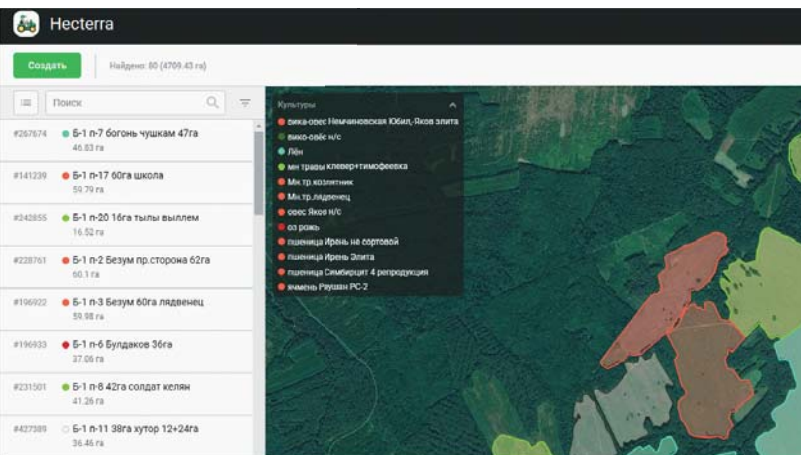 Hecterra
Создать
Найдено: 80 (4709.43 га)
Поиск
#267674 Б-1 п-7 богонь чушкам 47га
46.83 га
#141239 Б-1 п-17 60га школа
59.79 га
#242855 Б-1 п-20 16га тылы выллем
16.52 га
#228761 Б-1 п-2 Безум пр.сторона 62га
60.1 га
#196922 Б-1 п-3 Безум 60га лядвенец
59.98 га
#196933 Б-1 п-6 Булдаков 36га
37.06 га
#231501 Б-1 п-8 42га солдат келян
41.26 га
#427389 Б-1 п-11 38га хутор 12+24га
36.46 га
Культуры
вика-овес Немчиновская Юбил,-Яков элита
вико-овёс н/с
Лён
мн травы клевер+тимофеевка
Мн.тр.козлятник
Мн.тр.лядвенец
овес Яков н/с
оз рожь
пшеница Ирень не сортовой
пшеница Ирень Элита
пшеница Симбирцит 4 репродукция
ячмень Раушан РС-2